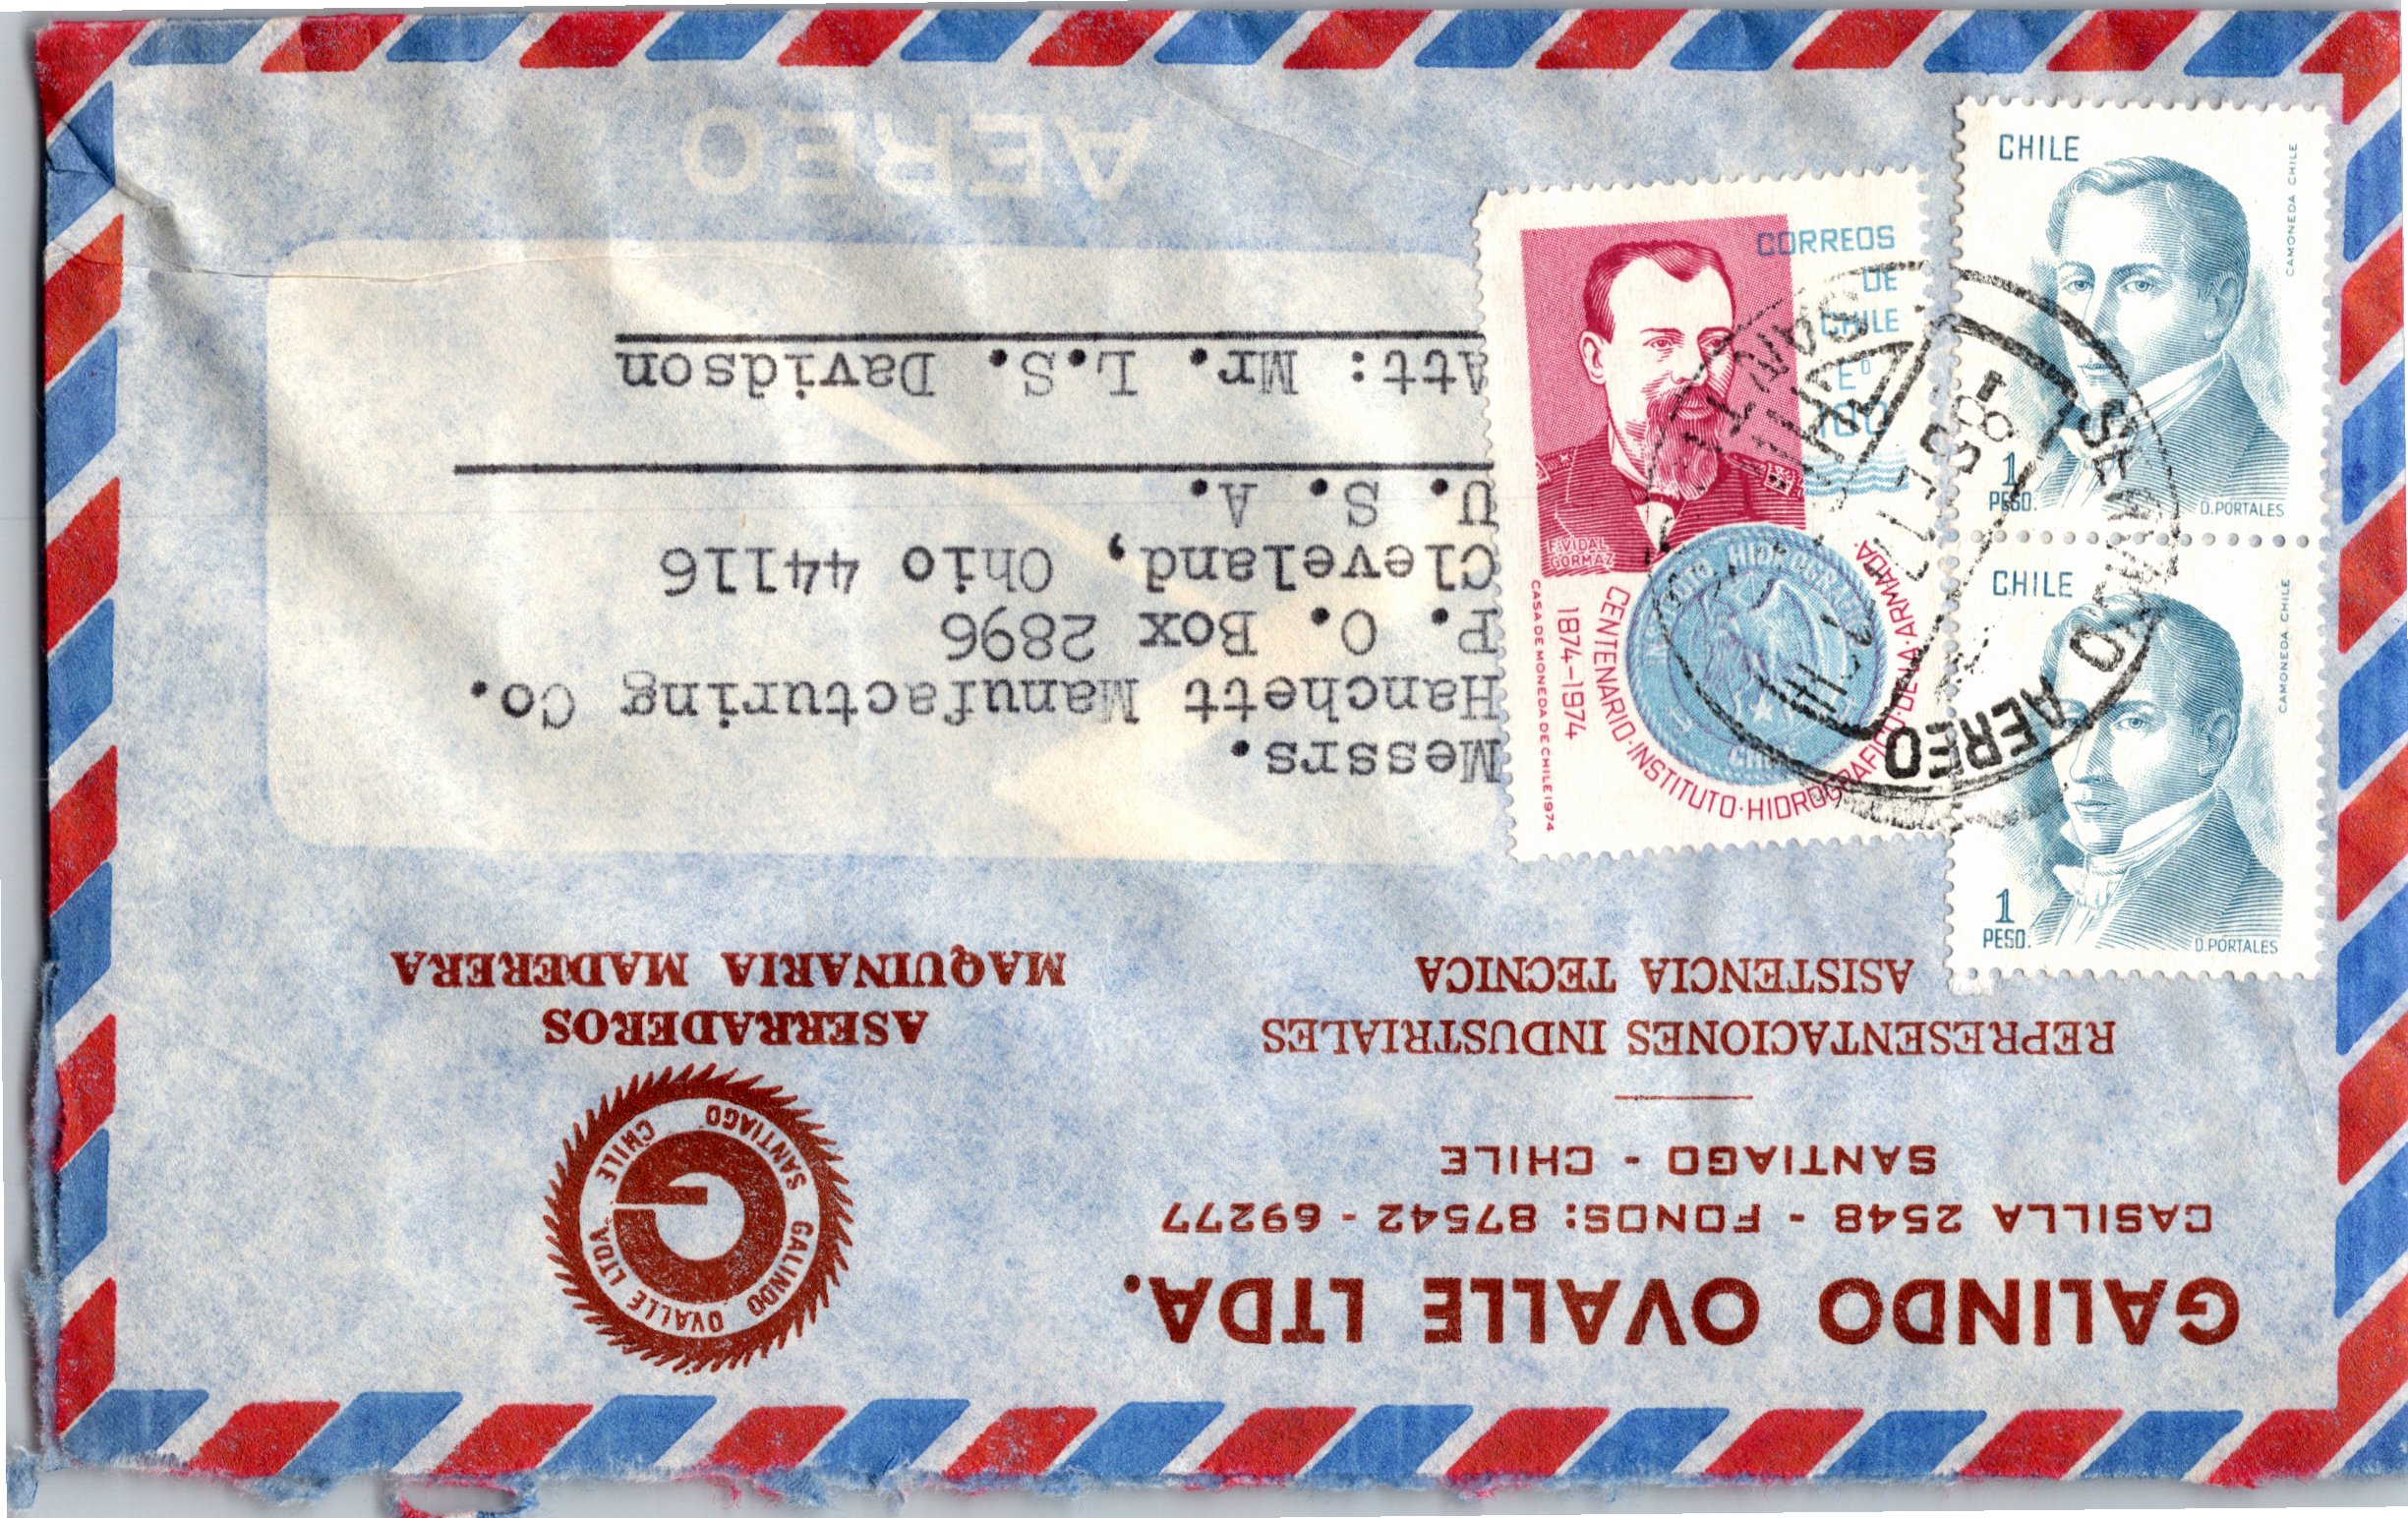 GALINDO OVALLE LTDA.
CASILLA 2548 - FONOS: 87542 - 69277
SANTIAGO - CHILE
REPRESENTACIONES INDUSTRIALES
ASISTENCIA TECNICA
GALINDO OVALLE LTDA
SANTIAGO CHILE
G
ASERRADEROS
MAQUINARIA MADERERA
Messrs.
Hanchett Manufacturing Co.
P. O. Box 2896
Cleveland, Ohio 44116
U. S. A.
Att: Mr. L.S. Davidson
AEREO
CORREOS
DE
CHILE
E°
100
F. VIDAL
GORMAZ
1874-1974
CENTENARIO·INSTITUTO·HIDROGRAFICO·DE LA·ARMADA·
CASA DE MONEDA DE CHILE 1974
CHILE
CAMONEDA CHILE
1
PESO.
D. PORTALES
CHILE
CAMONEDA CHILE
1
PESO.
D. PORTALES
AEREO